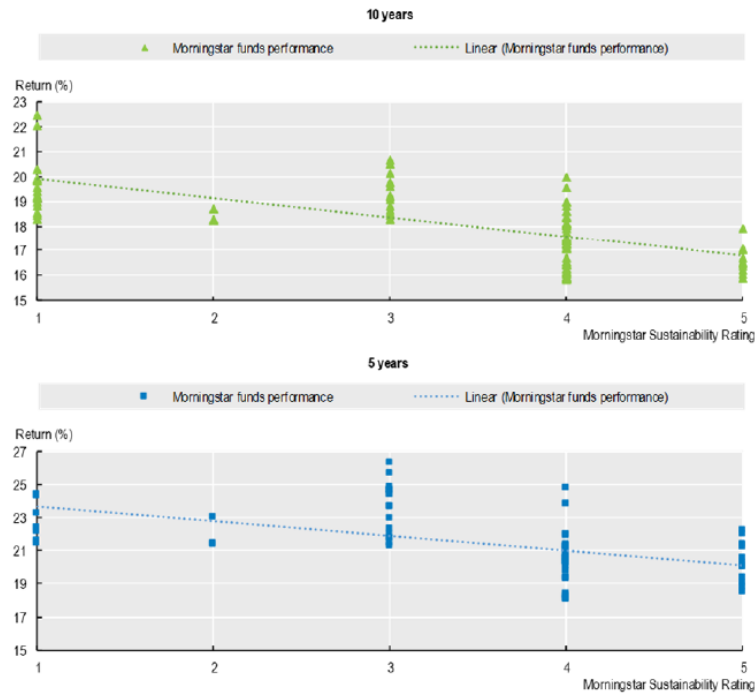 10 years
Morningstar funds performance Linear (Morningstar funds performance)
Return (%)
23
22
21
20
19
18
17
16
15
1 2 3 4 5
Morningstar Sustainability Rating
5 years
Morningstar funds performance Linear (Morningstar funds performance)
Return (%)
27
25
23
21
19
17
15
1 2 3 4 5
Morningstar Sustainability Rating